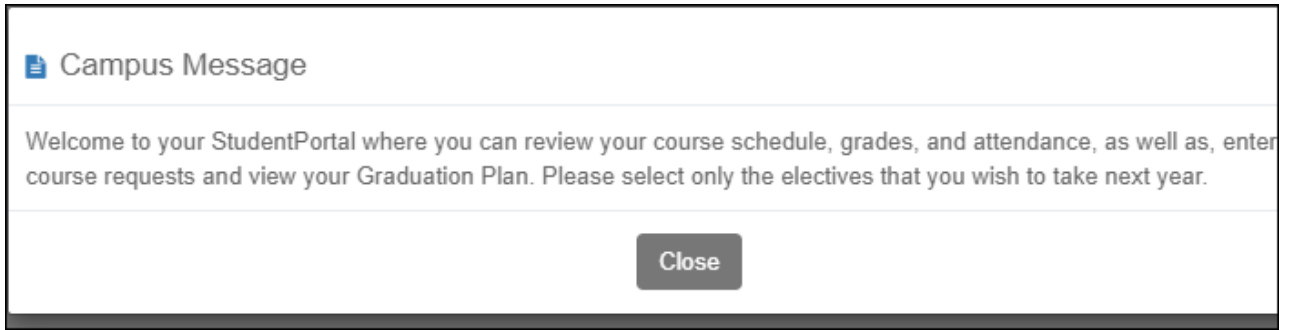 Campus Message
Welcome to your StudentPortal where you can review your course schedule, grades, and attendance, as well as, enter
course requests and view your Graduation Plan. Please select only the electives that you wish to take next year.
Close